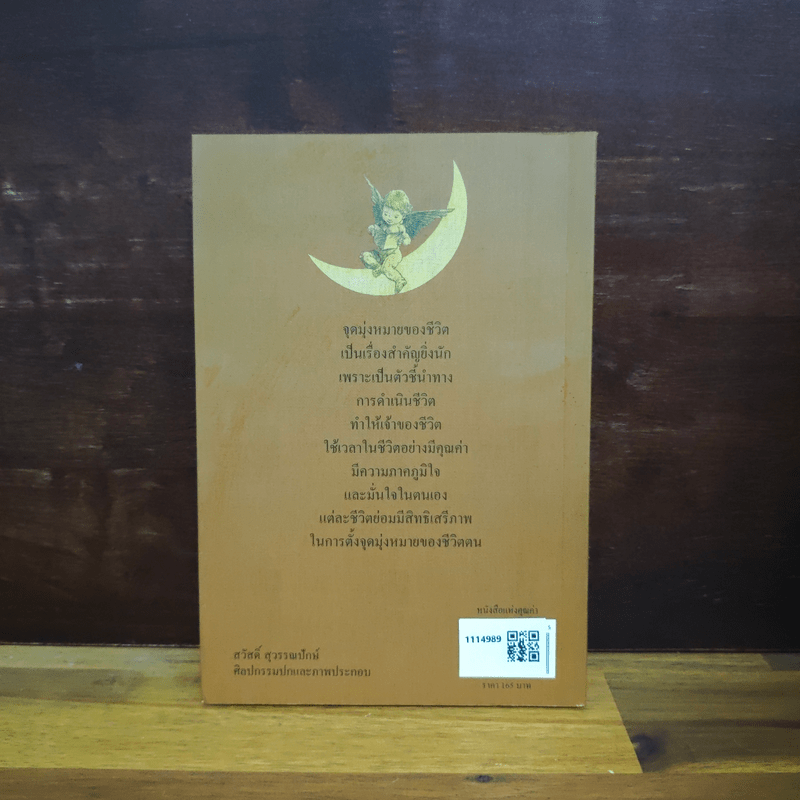 จุดมุ่งหมายของชีวิต
เป็นเรื่องสำคัญยิ่งนัก
เพราะเป็นตัวชี้นำทาง
การดำเนินชีวิต
ทำให้เจ้าของชีวิต
ใช้เวลาในชีวิตอย่างมีคุณค่า
มีความภาคภูมิใจ
และมั่นใจในตนเอง
แต่ละชีวิตย่อมมีสิทธิเสรีภาพ
ในการตั้งจุดมุ่งหมายของชีวิตตน
หนังสือแห่งคุณค่า
1114989
สวัสดิ์ สุวรรณปักษ์
ศิลปกรรมปกและภาพประกอบ
ราคา 165 บาท